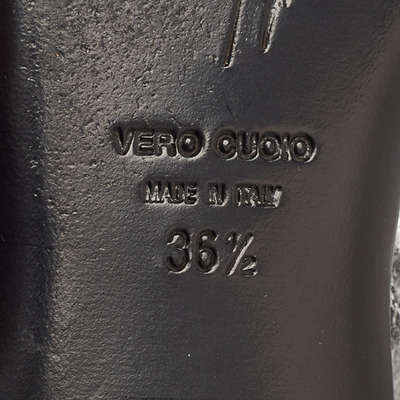 VERO CUOIO
MADE IN ITALY
36½